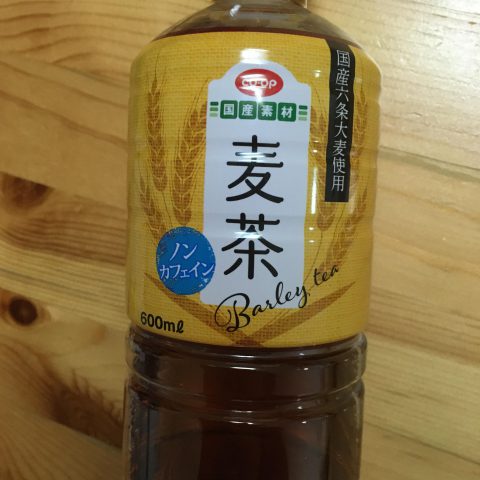 CO・OP
国産素材
国産六条大麦使用
麦茶
ノン
カフェイン
Barley tea
600ml